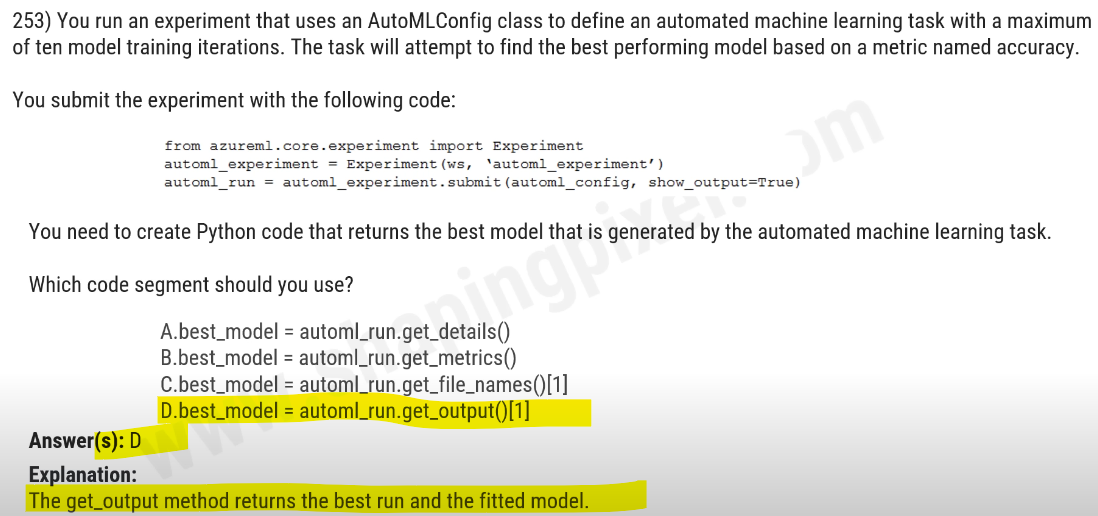 253) You run an experiment that uses an AutoMLConfig class to define an automated machine learning task with a maximum
of ten model training iterations. The task will attempt to find the best performing model based on a metric named accuracy.
You submit the experiment with the following code:
from azureml.core.experiment import Experiment
automl_experiment = Experiment(ws, ‘automl_experiment’)
automl_run = automl_experiment.submit(automl_config, show_output=True)
You need to create Python code that returns the best model that is generated by the automated machine learning task.
Which code segment should you use?
A.best_model = automl_run.get_details()
B.best_model = automl_run.get_metrics()
C.best_model = automl_run.get_file_names()[1]
D.best_model = automl_run.get_output()[1]
Answer(s): D
Explanation:
The get_output method returns the best run and the fitted model.